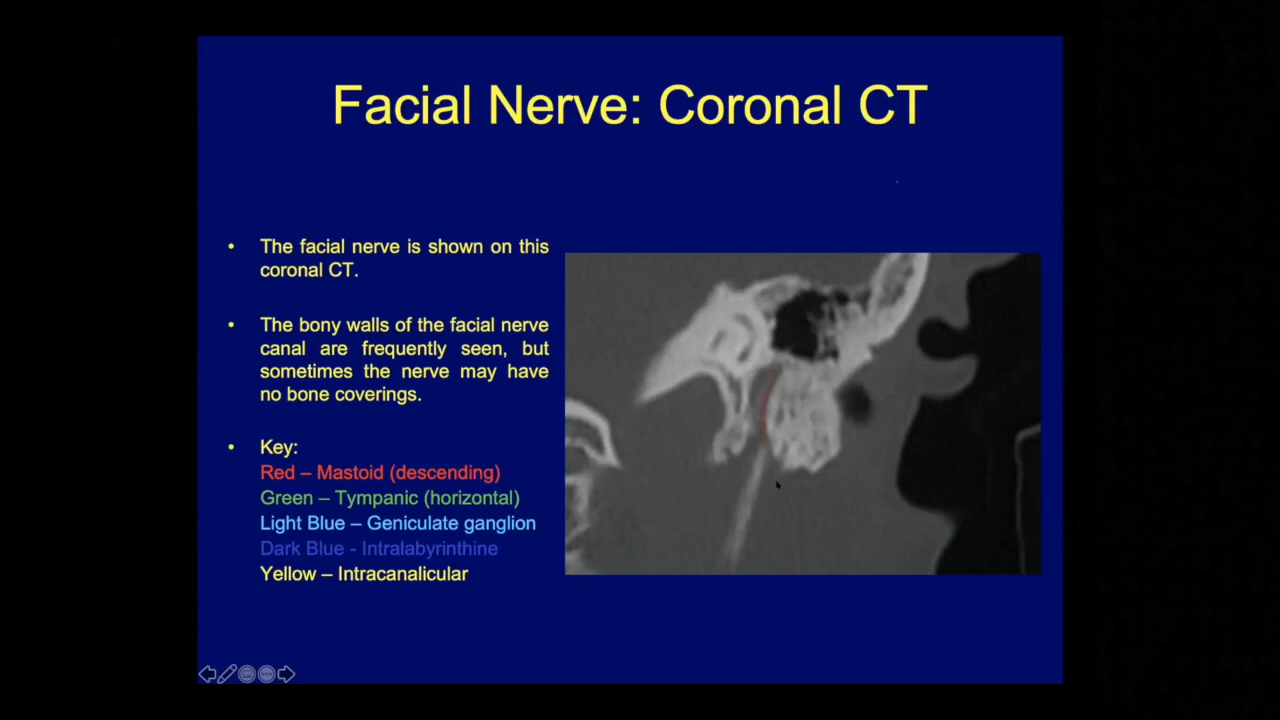 Facial Nerve: Coronal CT
• The facial nerve is shown on this
coronal CT.
• The bony walls of the facial nerve
canal are frequently seen, but
sometimes the nerve may have
no bone coverings.
• Key:
Red – Mastoid (descending)
Green – Tympanic (horizontal)
Light Blue – Geniculate ganglion
Dark Blue - Intralabyrinthine
Yellow – Intracanalicular